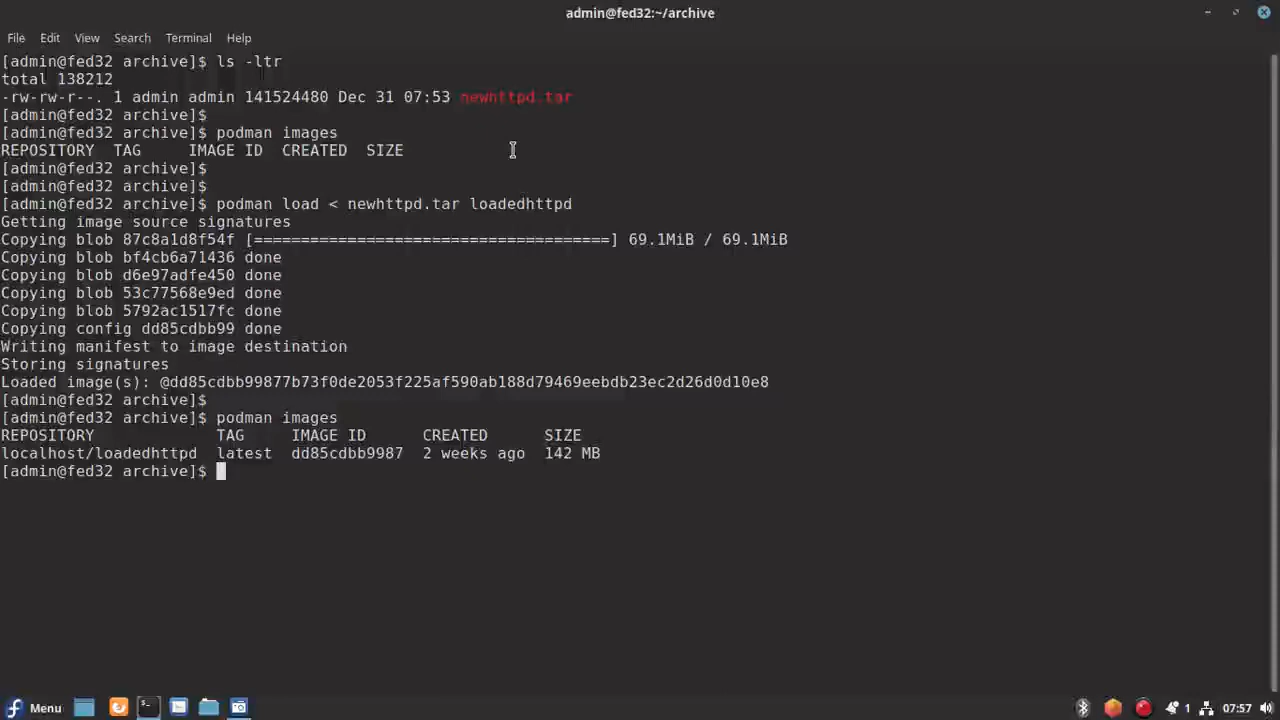 admin@fed32:~/archive
File Edit View Search Terminal Help
[admin@fed32 archive]$ ls -ltr
total 138212
-rw-rw-r--. 1 admin admin 141524480 Dec 31 07:53 newhttpd.tar
[admin@fed32 archive]$
[admin@fed32 archive]$ podman images
REPOSITORY  TAG     IMAGE ID  CREATED  SIZE
[admin@fed32 archive]$
[admin@fed32 archive]$
[admin@fed32 archive]$ podman load < newhttpd.tar loadedhttpd
Getting image source signatures
Copying blob 87c8a1d8f54f [======================================] 69.1MiB / 69.1MiB
Copying blob bf4cb6a71436 done
Copying blob d6e97adfe450 done
Copying blob 53c77568e9ed done
Copying blob 5792ac1517fc done
Copying config dd85cdbb99 done
Writing manifest to image destination
Storing signatures
Loaded image(s): @dd85cdbb99877b73f0de2053f225af590ab188d79469eebdb23ec2d26d0d10e8
[admin@fed32 archive]$
[admin@fed32 archive]$ podman images
REPOSITORY             TAG     IMAGE ID      CREATED      SIZE
localhost/loadedhttpd  latest  dd85cdbb9987  2 weeks ago  142 MB
[admin@fed32 archive]$
Menu 1 07:57